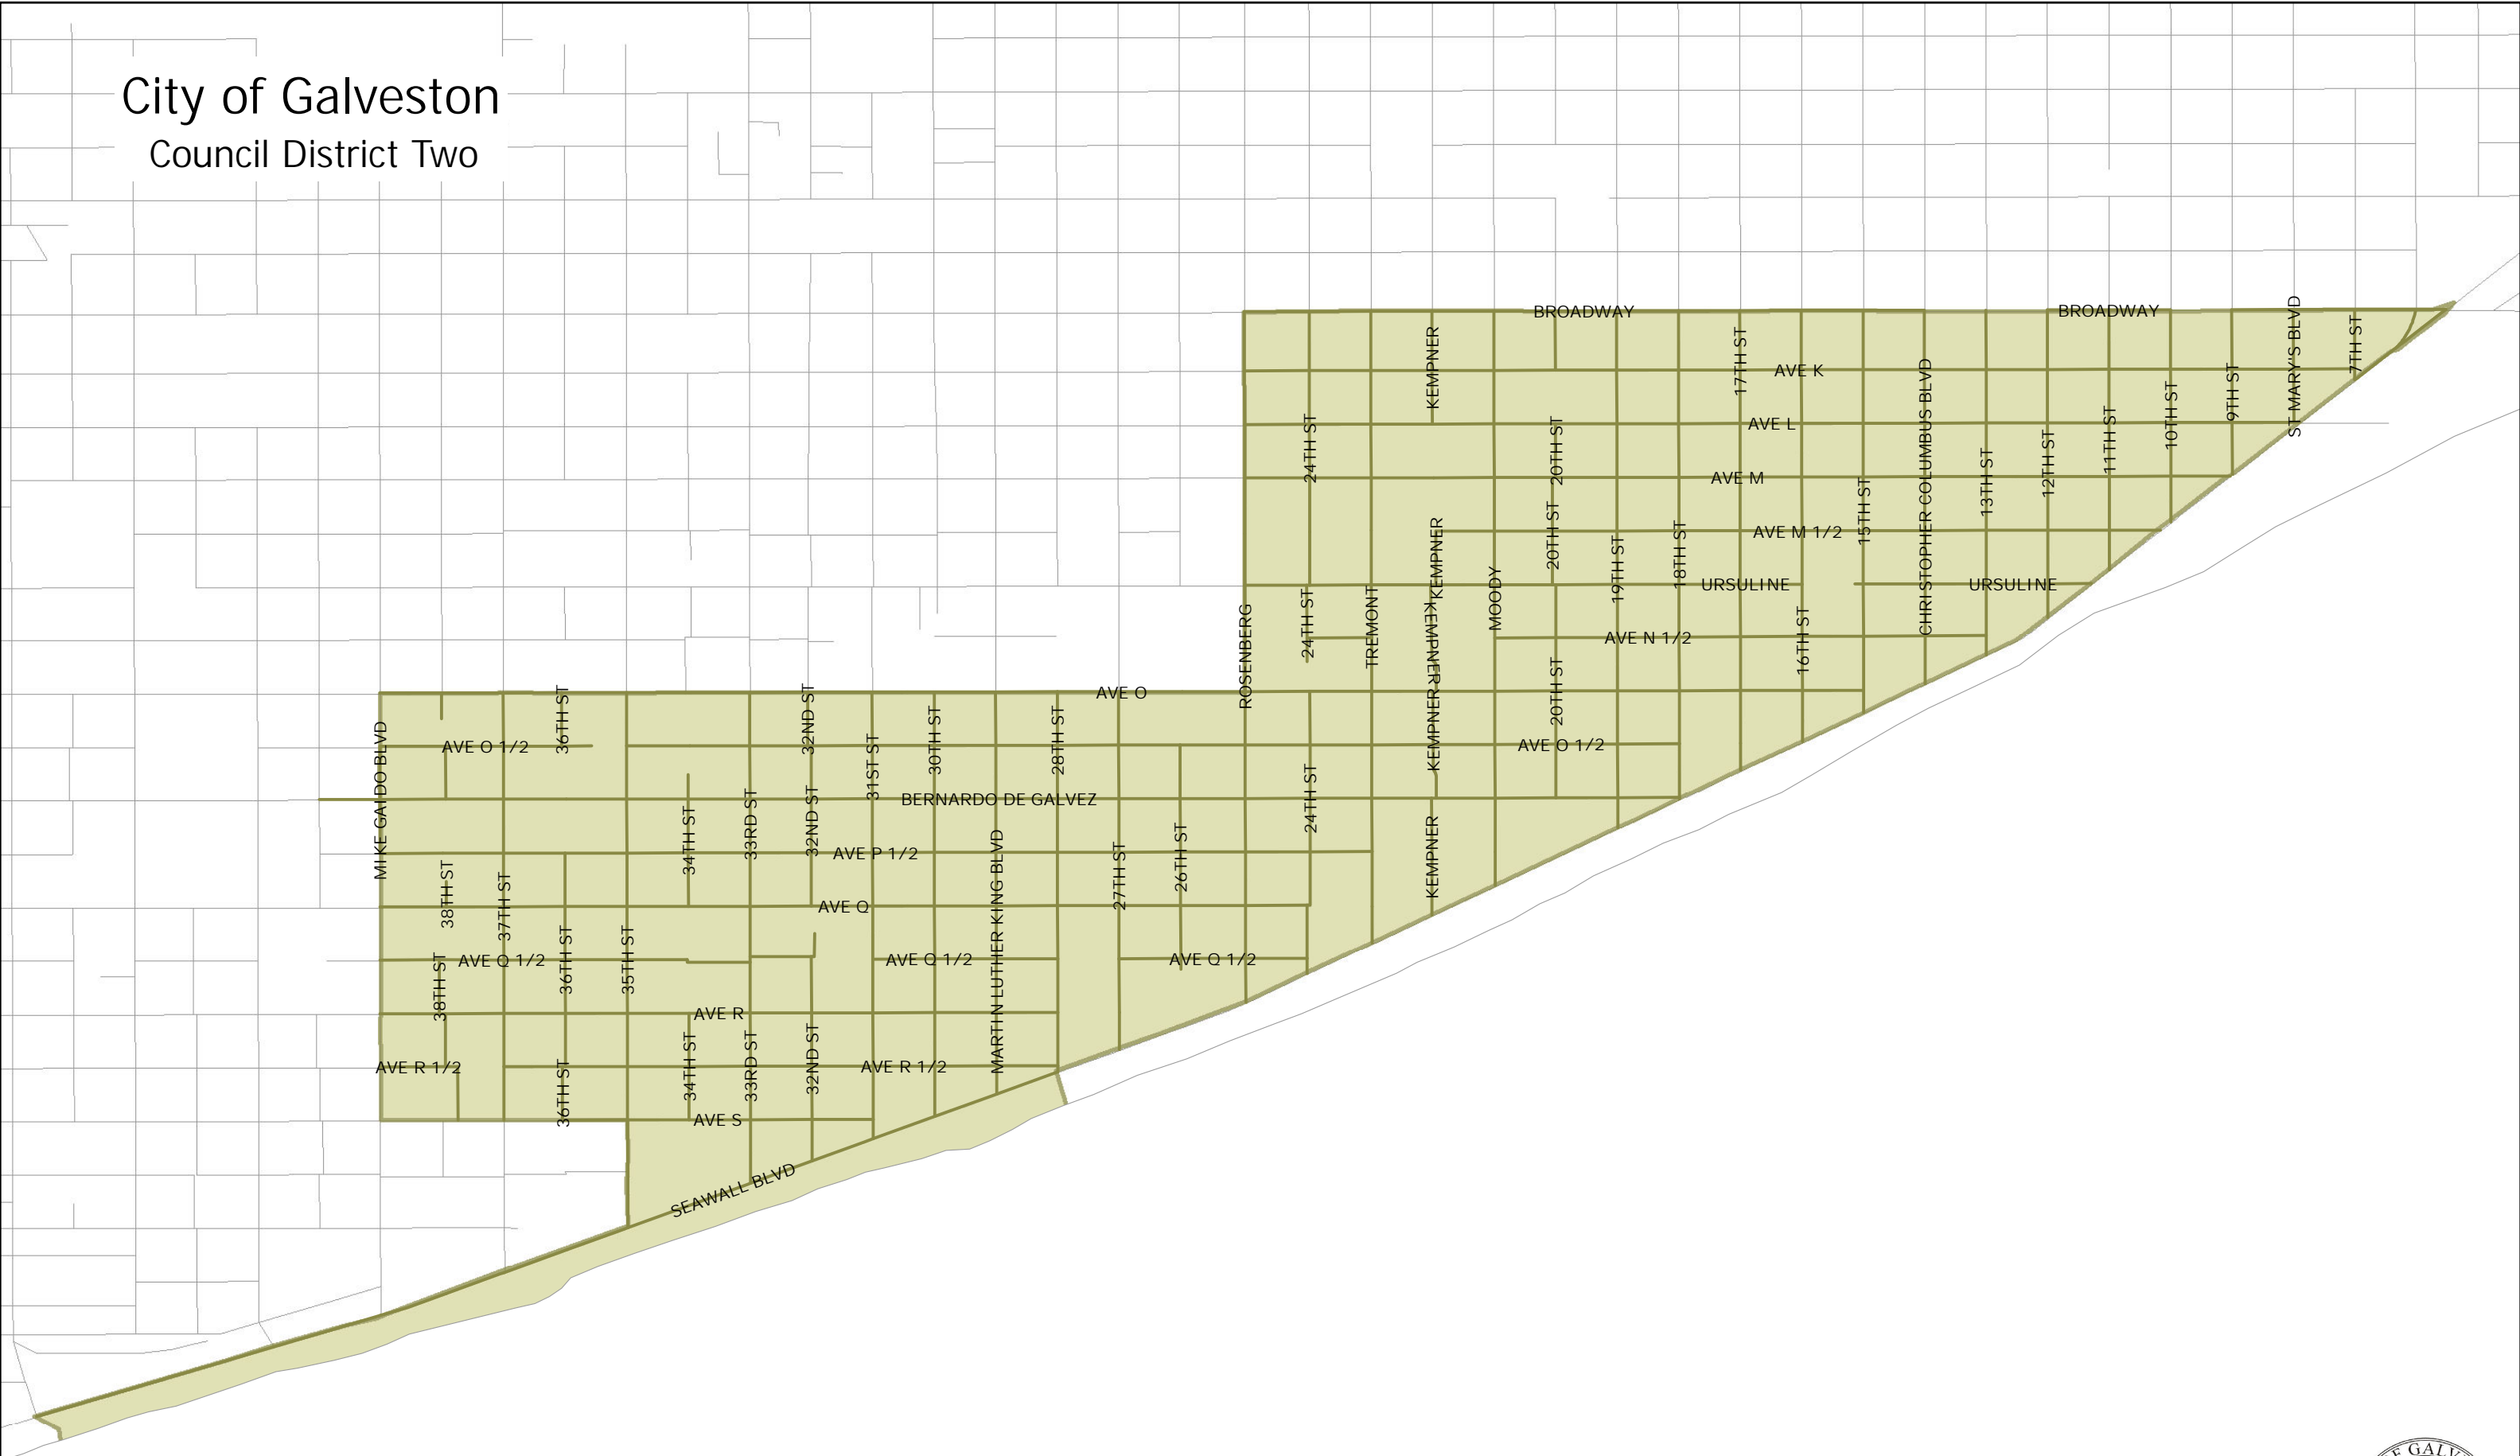 City of Galveston
Council District Two
BROADWAY
BROADWAY
ST MARY'S BLVD
7TH ST
KEMPNER
17TH ST
AVE K
9TH ST
10TH ST
CHRISTOPHER COLUMBUS BLVD
AVE L
24TH ST
20TH ST
11TH ST
12TH ST
13TH ST
AVE M
15TH ST
20TH ST
KEMPNER
18TH ST
AVE M 1/2
19TH ST
MOODY
URSULINE
URSULINE
24TH ST
TREMONT
KEMPNER
16TH ST
AVE N 1/2
ROSENBERG
20TH ST
AVE O
KEMPNER
36TH ST
32ND ST
30TH ST
28TH ST
31ST ST
MIKE GAIDO BLVD
AVE O 1/2
AVE O 1/2
24TH ST
BERNARDO DE GALVEZ
33RD ST
32ND ST
34TH ST
AVE P 1/2
26TH ST
27TH ST
KEMPNER
38TH ST
37TH ST
AVE Q
MARTIN LUTHER KING BLVD
36TH ST
35TH ST
38TH ST
AVE Q 1/2
AVE Q 1/2
AVE Q 1/2
AVE R
34TH ST
33RD ST
32ND ST
AVE R 1/2
AVE R 1/2
36TH ST
AVE S
SEAWALL BLVD